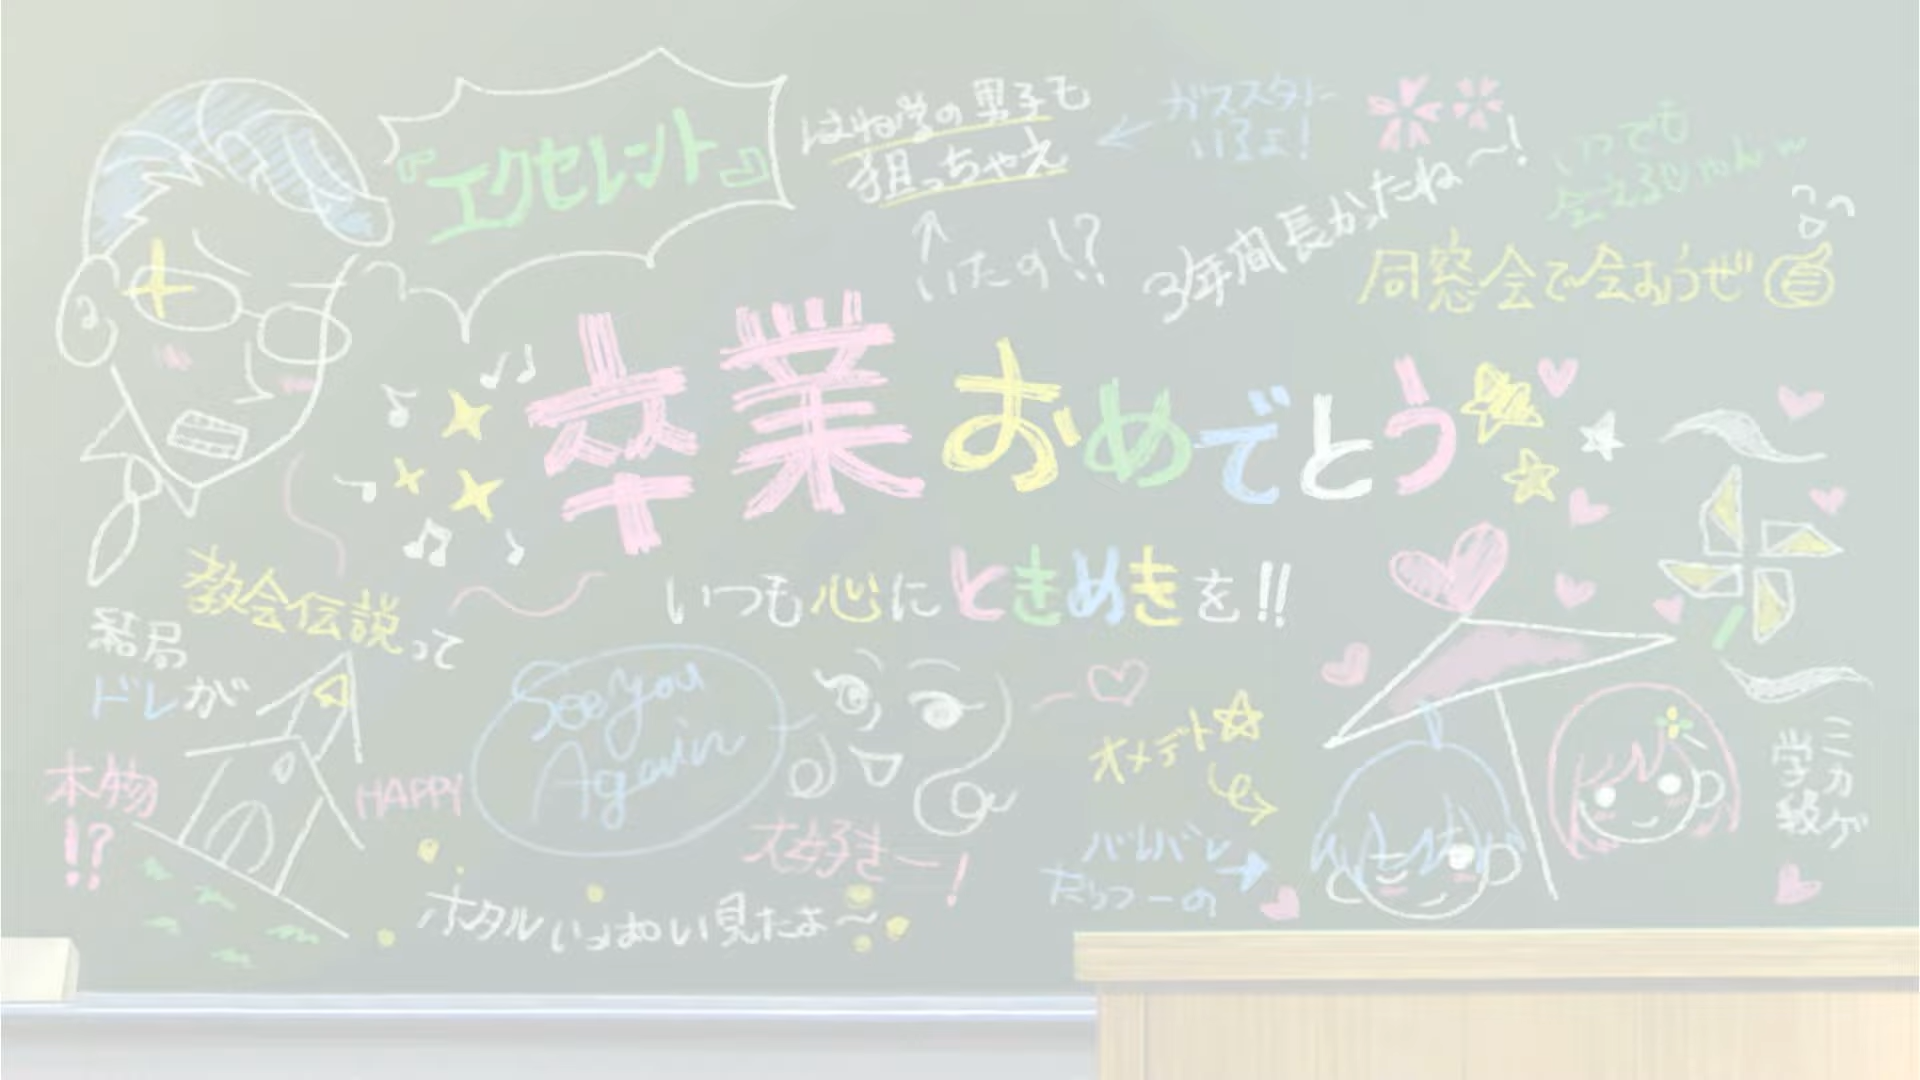 『エクセレント』
はね学の男子も
狙っちゃえ
ガススタに
いるよ!
↑
いたの!?
3年間長かったね〜!
いつでも
会えるじゃんw
同窓会で会おうぜ
卒業おめでとう
いつも心にときめきを!!
教会伝説って
結局
ドレが
本物
!?
HAPPY
See you
Again
大好きー!
ホタルいっぱい見たよ〜
オメデト☆
バレバレ
だっつーの
ミニカ
学級